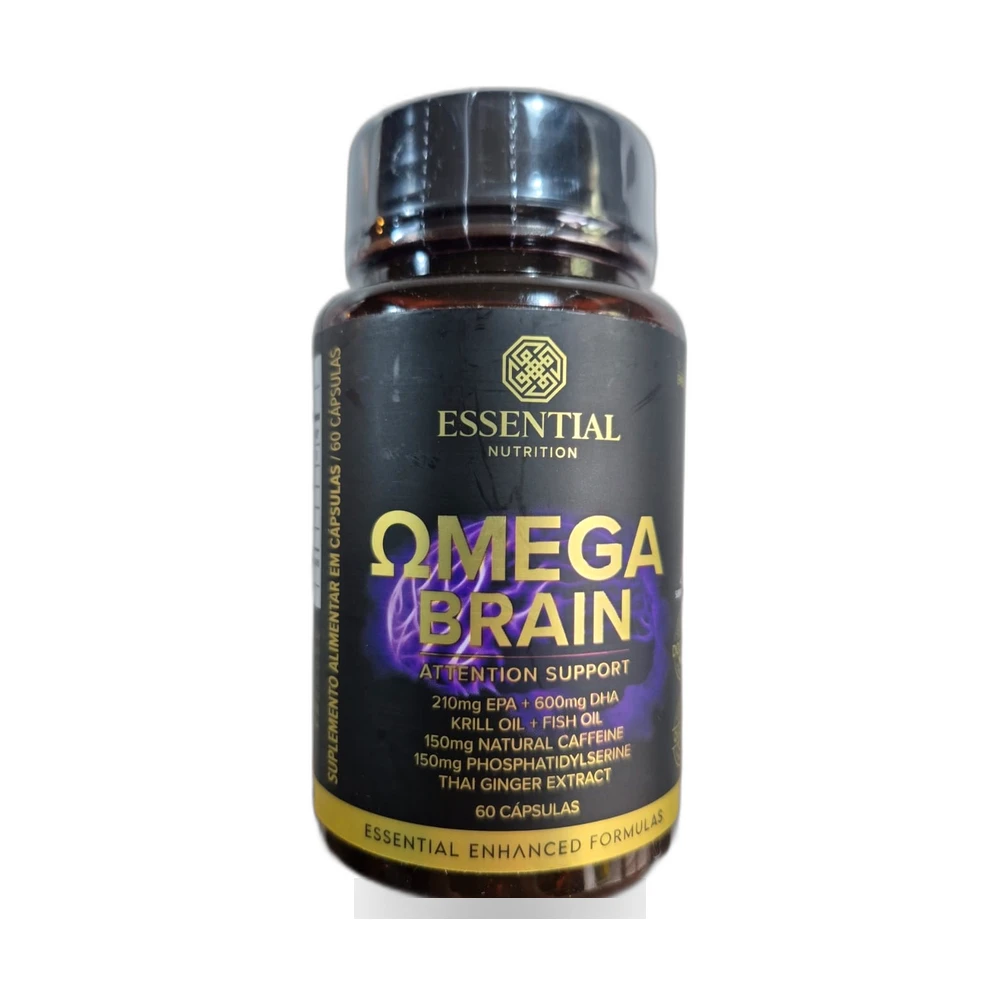 ESSENTIAL
NUTRITION
ΩMEGA
BRAIN
ATTENTION SUPPORT
210mg EPA + 600mg DHA
KRILL OIL + FISH OIL
150mg NATURAL CAFFEINE
150mg PHOSPHATIDYLSERINE
THAI GINGER EXTRACT
60 CÁPSULAS
ESSENTIAL ENHANCED FORMULAS
SUPLEMENTO ALIMENTAR EM CÁPSULAS / 60 CÁPSULAS